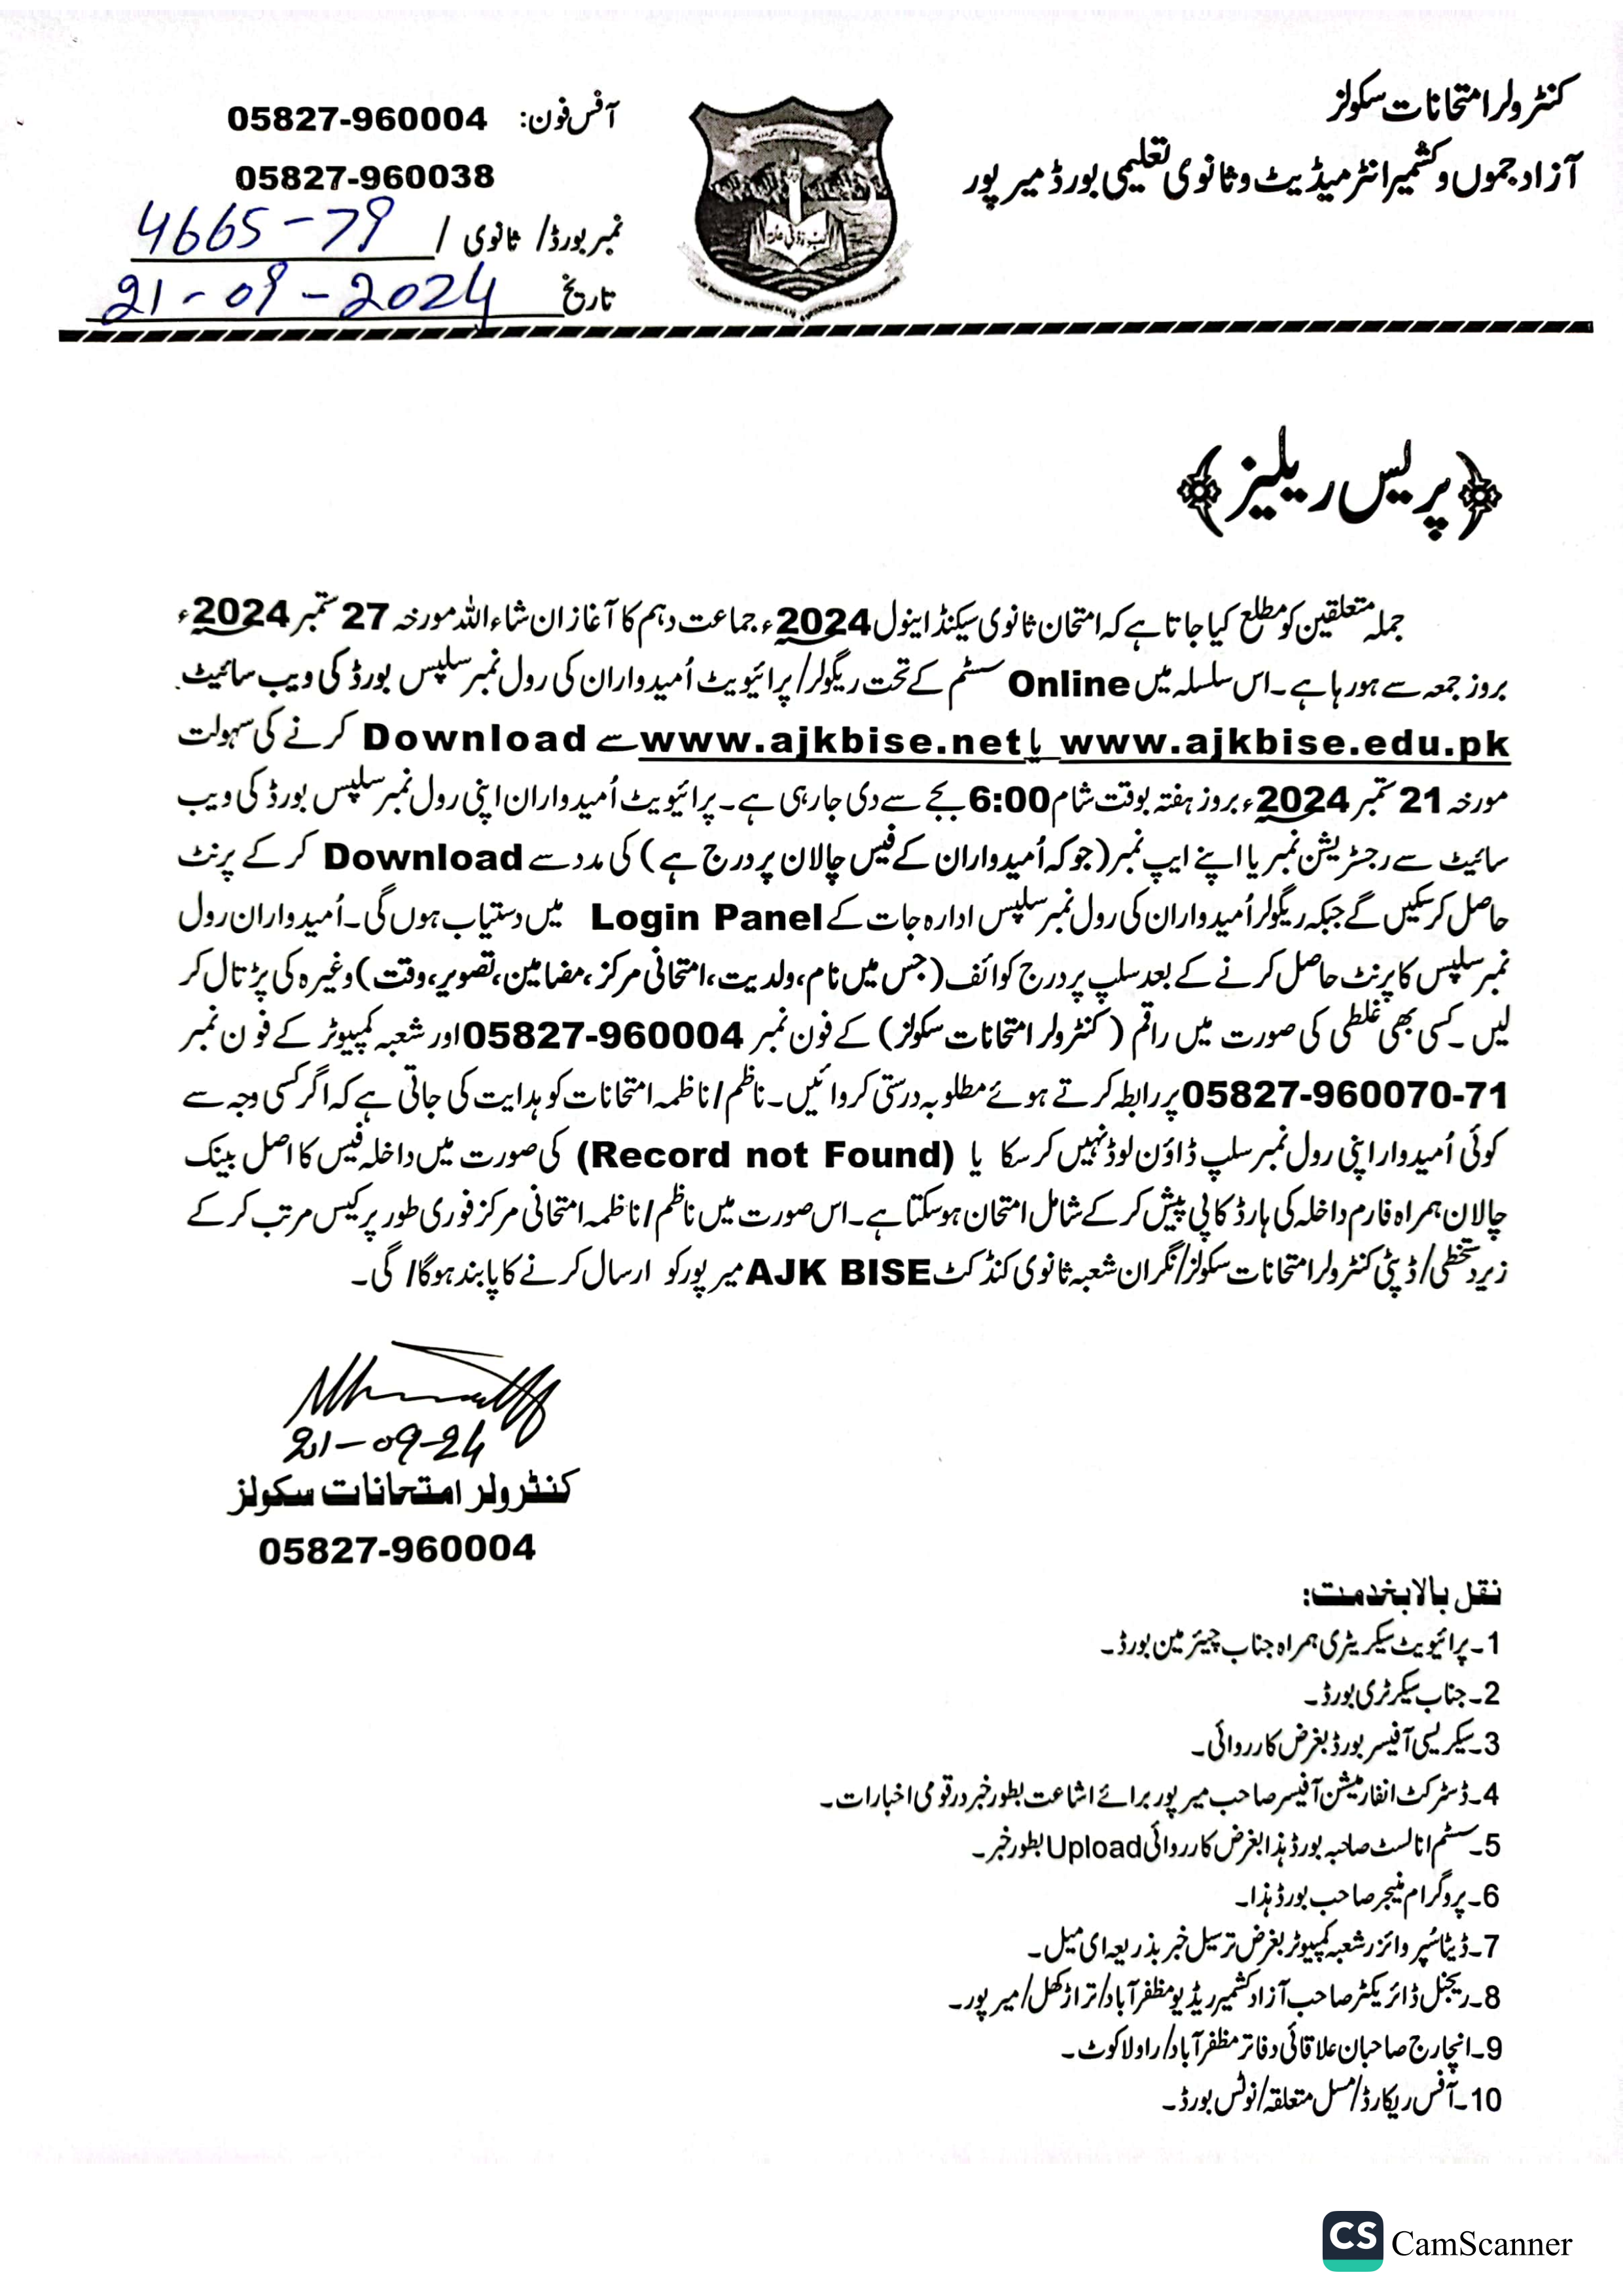 کنٹرولر امتحانات سکولز
آزاد جموں و کشمیر انٹرمیڈیٹ و ثانوی تعلیمی بورڈ میرپور
آفس فون: 05827-960004
05827-960038
نمبر بورڈ/ ثانوی / 4665-79
تاریخ 21-09-2024
پریس ریلیز
جملہ متعلقین کو مطلع کیا جاتا ہے کہ امتحان ثانوی سیکنڈ اینول 2024ء جماعت دہم کا آغاز ان شاء اللہ مورخہ 27 ستمبر 2024ء
بروز جمعہ سے ہو رہا ہے۔ اس سلسلہ میں Online سسٹم کے تحت ریگولر/ پرائیویٹ اُمیدواران کی رول نمبر سلپس بورڈ کی ویب سائیٹ
www.ajkbise.edu.pk یا www.ajkbise.net سے Download کرنے کی سہولت
مورخہ 21 ستمبر 2024ء بروز ہفتہ بوقت شام 6:00 بجے سے دی جا رہی ہے۔ پرائیویٹ اُمیدواران اپنی رول نمبر سلپس بورڈ کی ویب
سائیٹ سے رجسٹریشن نمبر یا اپنے ایپ نمبر (جو کہ اُمیدواران کے فیس چالان پر درج ہے) کی مدد سے Download کر کے پرنٹ
حاصل کر سکیں گے جبکہ ریگولر اُمیدواران کی رول نمبر سلپس ادارہ جات کے Login Panel میں دستیاب ہوں گی۔ اُمیدواران رول
نمبر سلپس کا پرنٹ حاصل کرنے کے بعد سلپ پر درج کوائف (جس میں نام، ولدیت، امتحانی مرکز، مضامین، تصویر، وقت) وغیرہ کی پڑتال کر
لیں۔ کسی بھی غلطی کی صورت میں راقم (کنٹرولر امتحانات سکولز) کے فون نمبر 05827-960004 اور شعبہ کمپیوٹر کے فون نمبر
05827-960070-71 پر رابطہ کرتے ہوئے مطلوبہ درستی کروائیں۔ ناظم/ ناظمہ امتحانات کو ہدایت کی جاتی ہے کہ اگر کسی وجہ سے
کوئی اُمیدوار اپنی رول نمبر سلپ ڈاؤن لوڈ نہیں کر سکا یا (Record not Found) کی صورت میں داخلہ فیس کا اصل بینک
چالان ہمراہ فارم داخلہ کی ہارڈ کاپی پیش کر کے شامل امتحان ہو سکتا ہے۔ اس صورت میں ناظم/ ناظمہ امتحانی مرکز فوری طور پر کیس مرتب کر کے
زیر دستخطی/ ڈپٹی کنٹرولر امتحانات سکولز/ نگران شعبہ ثانوی کنڈکٹ AJK BISE میرپور کو ارسال کرنے کا پابند ہوگا/ گی۔
21-09-24
کنٹرولر امتحانات سکولز
05827-960004
نقل بالا بخدمت:
1۔ پرائیویٹ سیکریٹری ہمراہ جناب چیئرمین بورڈ۔
2۔ جناب سیکرٹری بورڈ۔
3۔ سیکریسی آفیسر بورڈ بغرض کارروائی۔
4۔ ڈسٹرکٹ انفارمیشن آفیسر صاحب میرپور برائے اشاعت بطور خبر در قومی اخبارات۔
5۔ سسٹم انالسٹ صاحبہ بورڈ ہذا بغرض کارروائی Upload بطور خبر۔
6۔ پروگرام منیجر صاحب بورڈ ہذا۔
7۔ ڈیٹا سُپروائزر شعبہ کمپیوٹر بغرض ترسیل خبر بذریعہ ای میل۔
8۔ ریجنل ڈائریکٹر صاحب آزاد کشمیر ریڈیو مظفرآباد/ تراڑکھل/ میرپور۔
9۔ انچارج صاحبان علاقائی دفاتر مظفرآباد/ راولاکوٹ۔
10۔ آفس ریکارڈ/ مسل متعلقہ/ نوٹس بورڈ۔
CS CamScanner